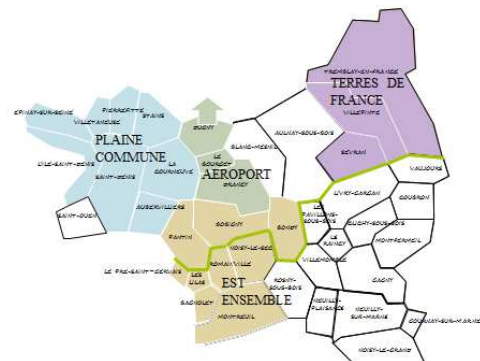 TREMBLAY-EN-FRANCE
TERRES DE
FRANCE
VILLEPINTE
PIERREFITTE
EPINAY-SUR-SEINE
VILLETANEUSE
STAINS
DUGNY
AULNAY-SOUS-BOIS
PLAINE
COMMUNE
LE
BOURGET
BLANC-MESNIL
SEVRAN
VAUJOURS
L'ILE-SAINT-DENIS
SAINT-DENIS
LA
COURNEUVE
AEROPORT
DRANCY
LIVRY-GARGAN
COUBRON
SAINT-OUEN
AUBERVILLIERS
LES
PAVILLONS-
SOUS-BOIS
CLICHY-SOUS-BOIS
BOBIGNY
BONDY
PANTIN
NOISY-LE-SEC
LE
RAINCY
MONTFERMEIL
ROMAINVILLE
VILLEMOMBLE
LE PRE-SAINT-GERVAIS
LES
LILAS
EST
ENSEMBLE
ROSNY-
SOUS-BOIS
GAGNY
BAGNOLET
NEUILLY-
PLAISANCE
NEUILLY-
SUR-MARNE
MONTREUIL
GOURNAY-SUR-MARNE
NOISY-LE-GRAND